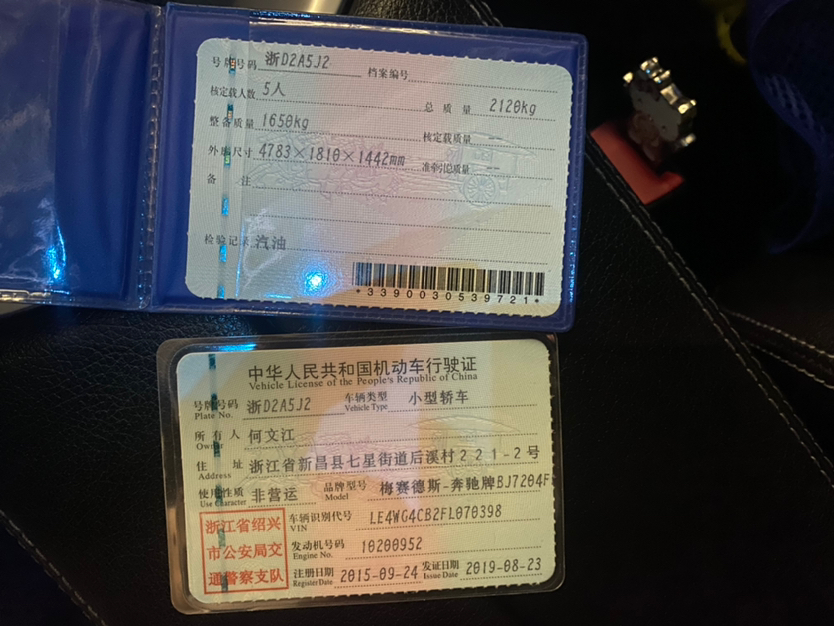 号牌号码 浙D2A5J2 档案编号
核定载人数 5人 总质量 2120kg
整备质量 1650kg 核定载质量 --
外廓尺寸 4783×1810×1442mm 准牵引总质量 --
备注
检验记录 汽油
*3390030539721*
中华人民共和国机动车行驶证
Vehicle License of the People's Republic of China
号牌号码 浙D2A5J2 车辆类型 小型轿车
Plate No. Vehicle Type
所有人 何文江
Owner
住址 浙江省新昌县七星街道后溪村221-2号
Address
使用性质 非营运 品牌型号 梅赛德斯-奔驰牌BJ7204F
Use Character Model
浙江省绍兴
市公安局交
通警察支队
车辆识别代号 LE4WG4CB2FL070398
VIN
发动机号码 10200952
Engine No.
注册日期 2015-09-24 发证日期 2019-08-23
Register Date Issue Date